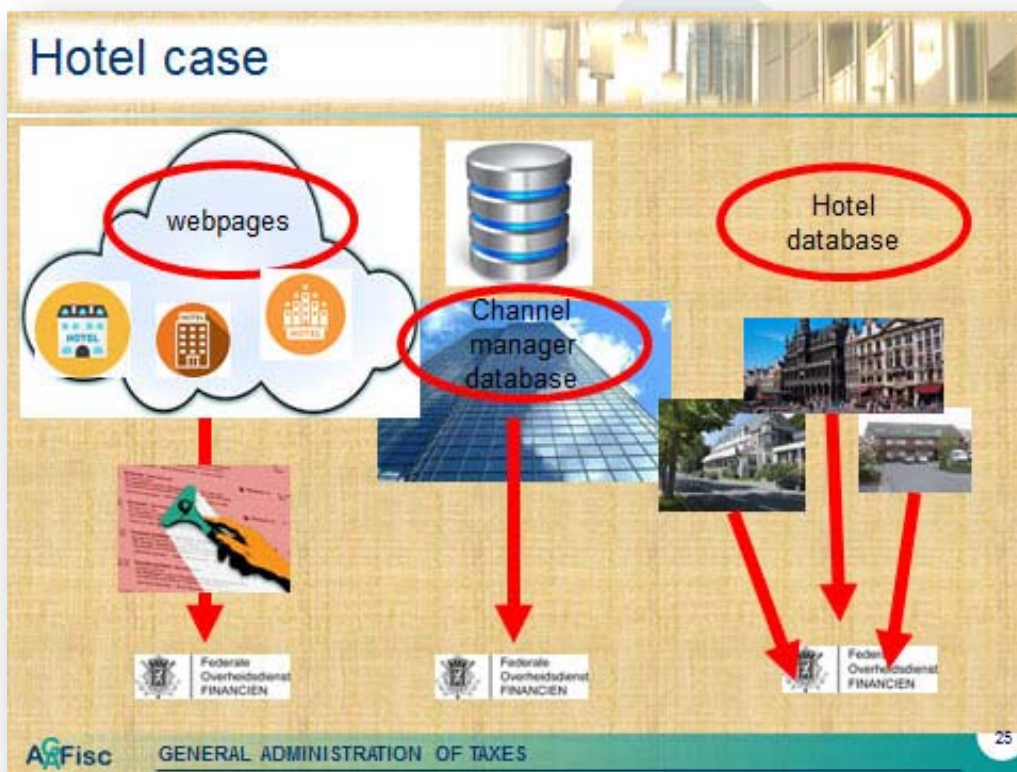 Hotel case
webpages
HOTEL
HOTEL
HOTEL
Channel
manager
database
Hotel
database
Federale
Overheidsdienst
FINANCIEN
Federale
Overheidsdienst
FINANCIEN
Overheidsdienst
FINANCIEN
AGFisc
GENERAL ADMINISTRATION OF TAXES
25